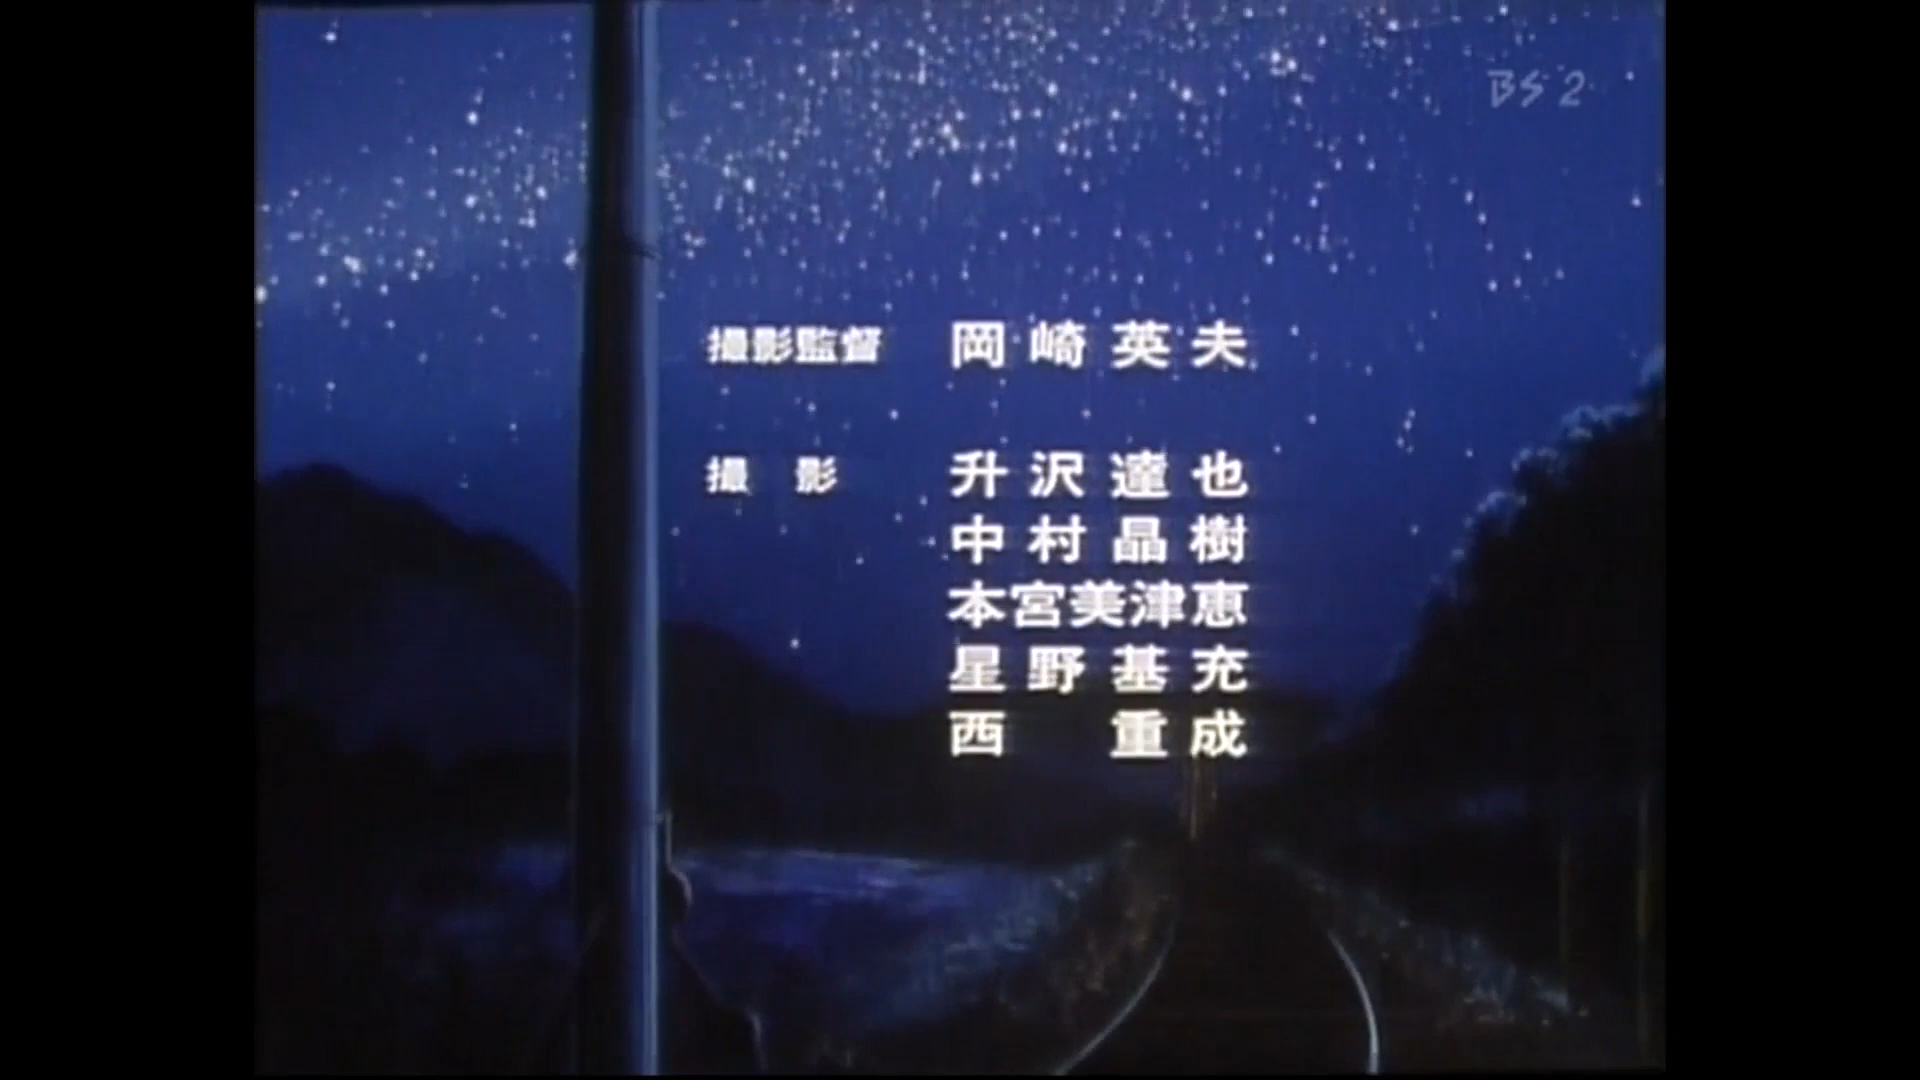 BS2
撮影監督 岡崎英夫
撮影 升沢達也
中村晶樹
本宮美津恵
星野基充
西重成